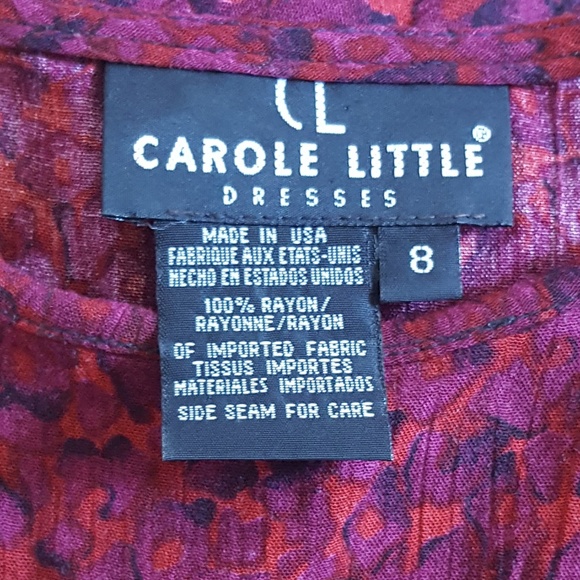 CL
CAROLE LITTLE®
DRESSES
8
MADE IN USA
FABRIQUE AUX ETATS-UNIS
HECHO EN ESTADOS UNIDOS
100% RAYON/
RAYONNE/RAYON
OF IMPORTED FABRIC
TISSUS IMPORTES
MATERIALES IMPORTADOS
SIDE SEAM FOR CARE